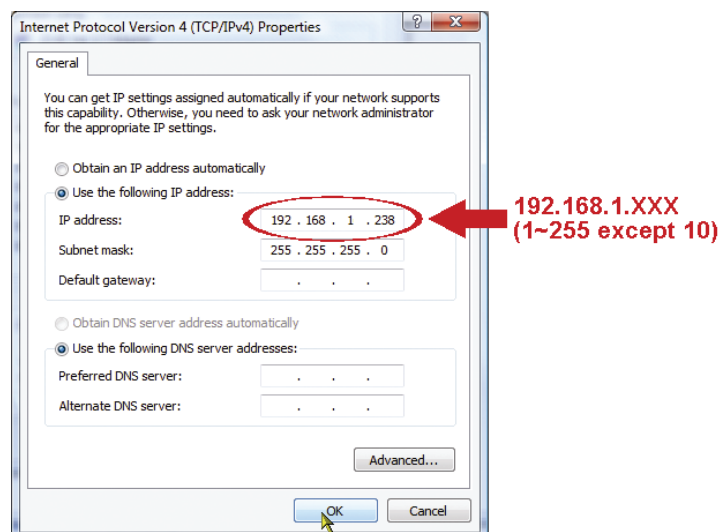 Internet Protocol Version 4 (TCP/IPv4) Properties
General
You can get IP settings assigned automatically if your network supports
this capability. Otherwise, you need to ask your network administrator
for the appropriate IP settings.
Obtain an IP address automatically
Use the following IP address:
IP address: 192 . 168 . 1 . 238
192.168.1.XXX
(1~255 except 10)
Subnet mask: 255 . 255 . 255 . 0
Default gateway: . . .
Obtain DNS server address automatically
Use the following DNS server addresses:
Preferred DNS server: . . .
Alternate DNS server: . . .
Advanced...
OK Cancel